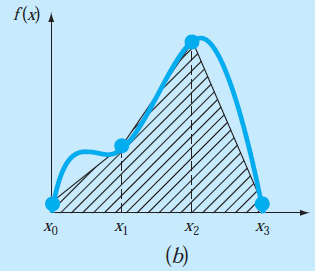 f(x)
x₀ x₁ x₂ x₃
(b)